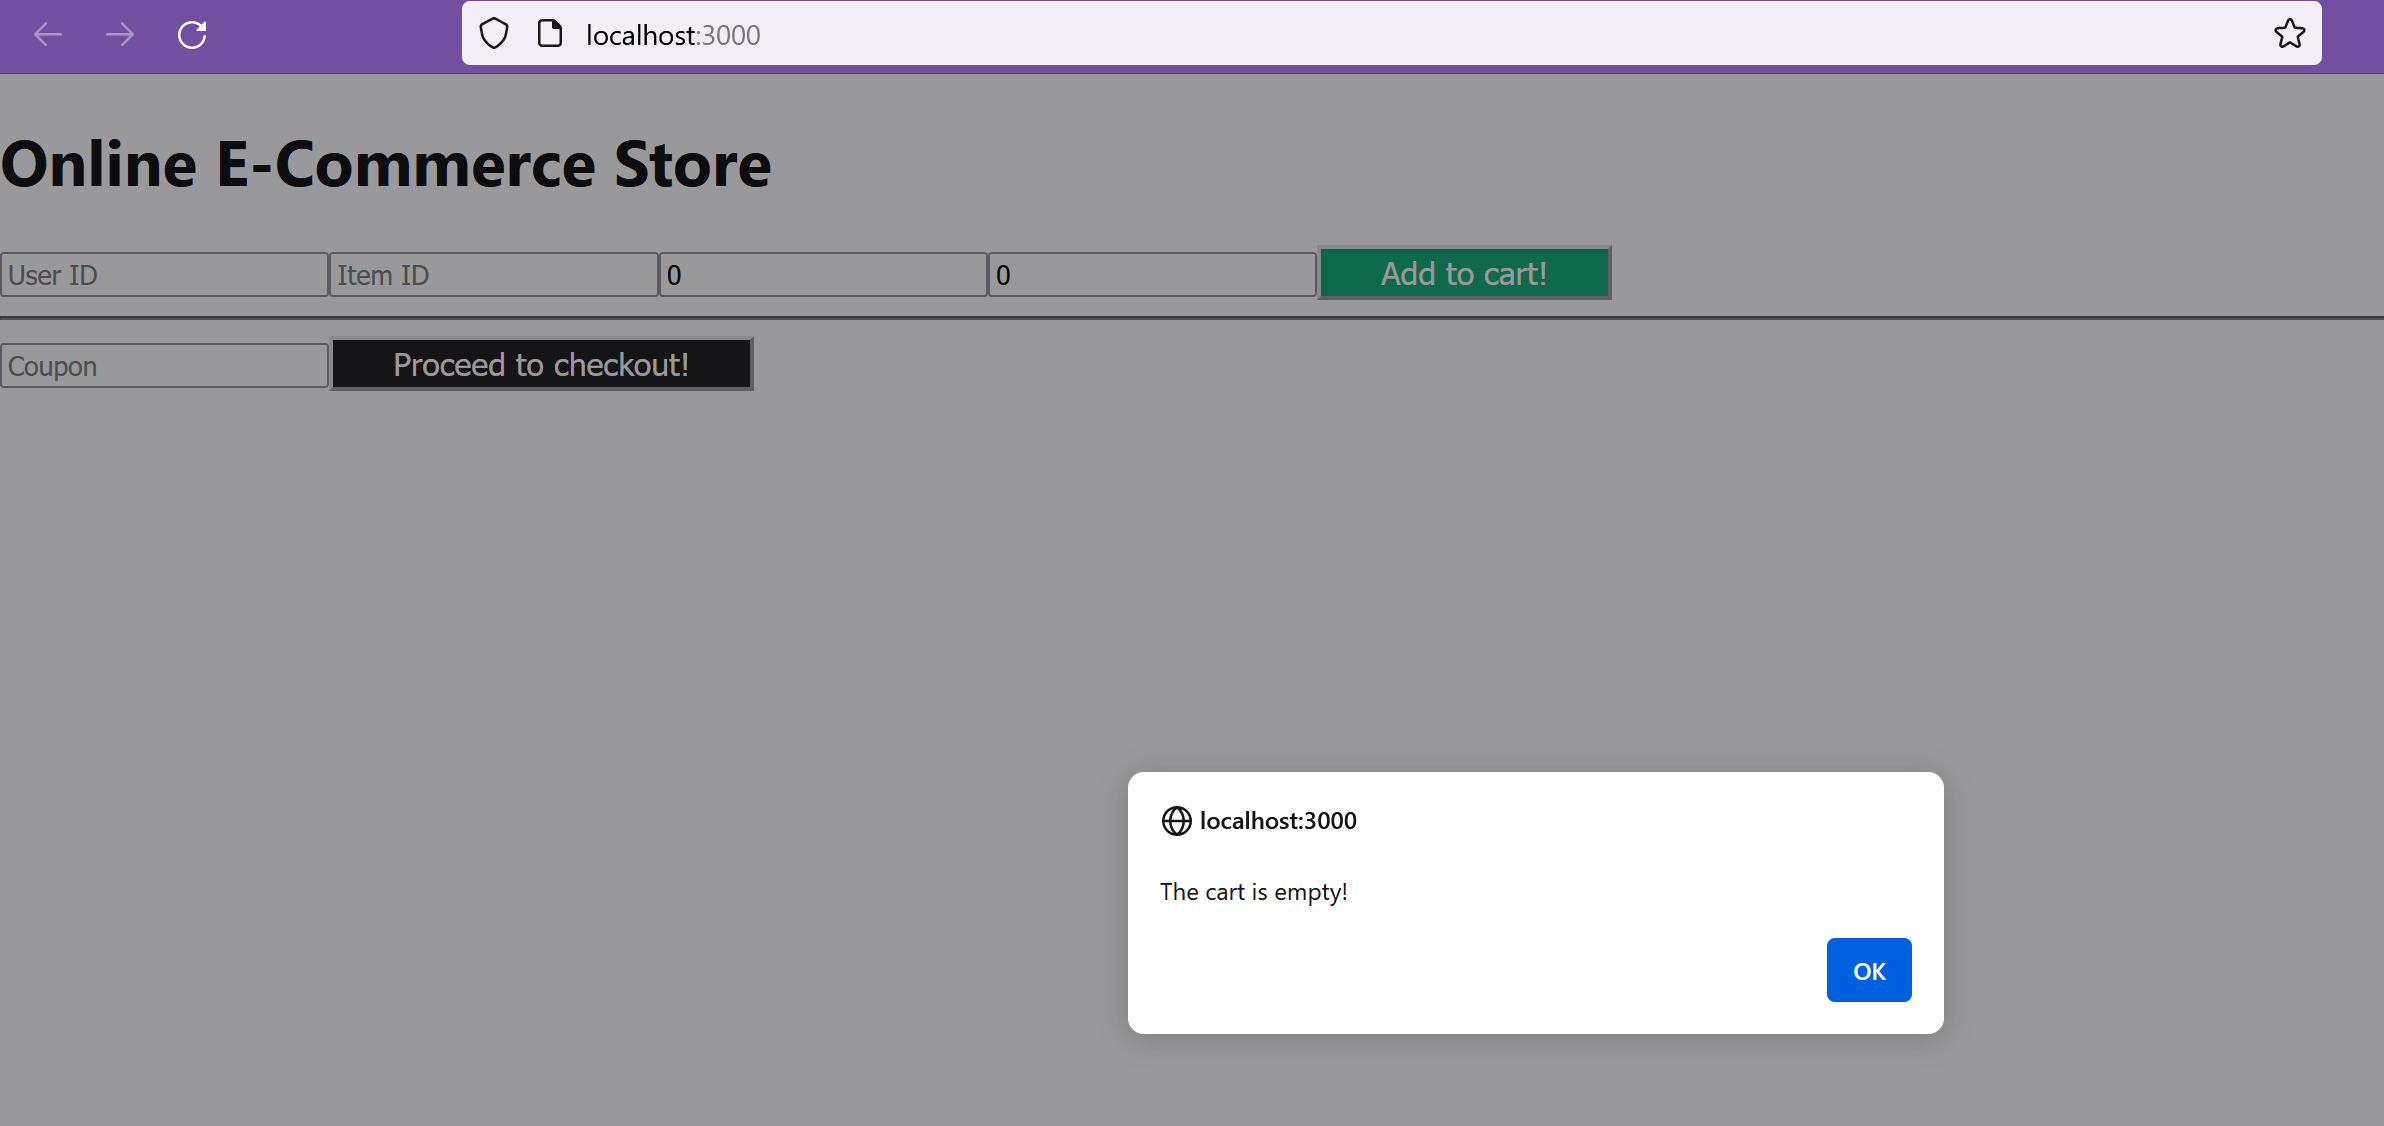 localhost:3000
Online E-Commerce Store
User ID Item ID 0 0 Add to cart!
Coupon Proceed to checkout!
localhost:3000
The cart is empty!
OK